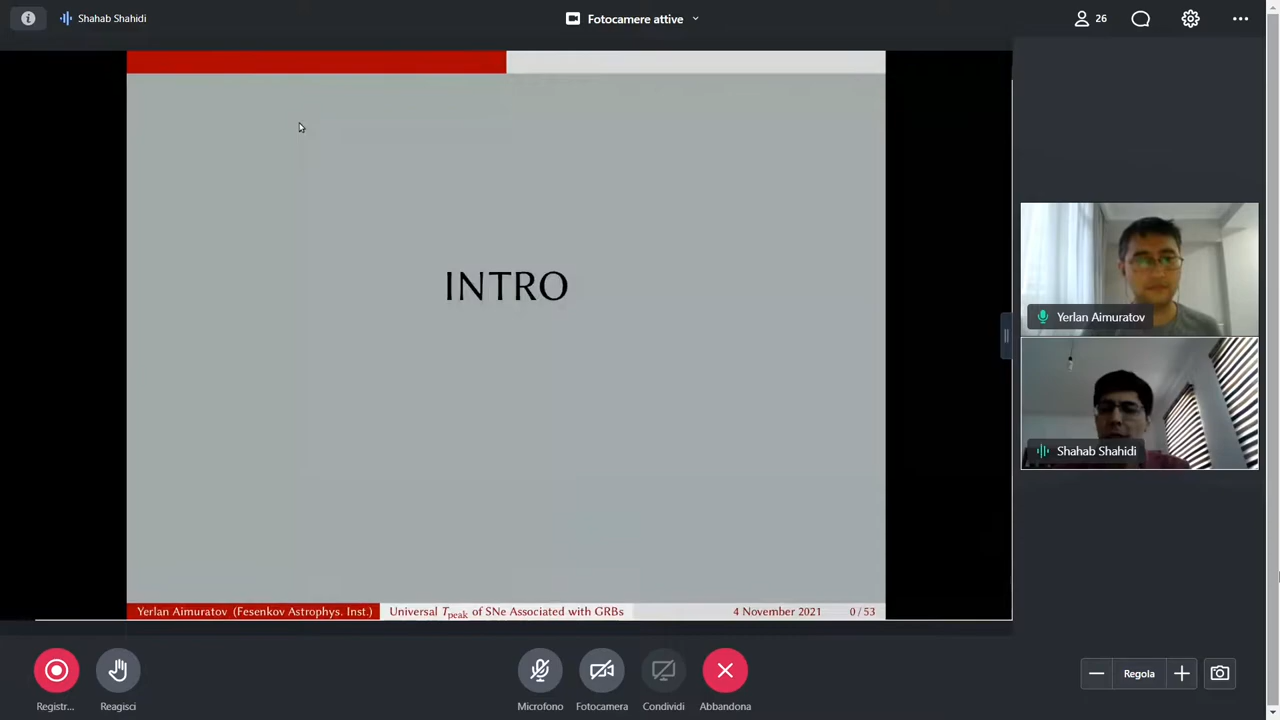 Shahab Shahidi
Fotocamere attive
26
INTRO
Yerlan Aimuratov
Shahab Shahidi
Yerlan Aimuratov (Fesenkov Astrophys. Inst.) Universal Tpeak of SNe Associated with GRBs 4 November 2021 0 / 53
Registr... Reagisci Microfono Fotocamera Condividi Abbandona Regola